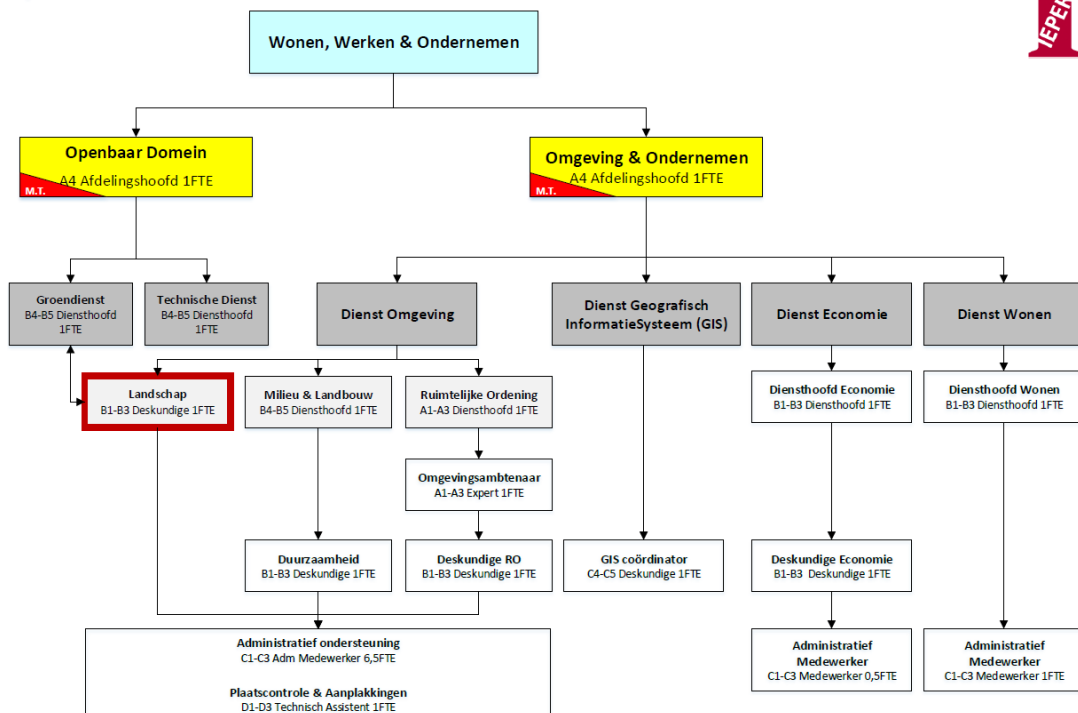 IEPER
Wonen, Werken & Ondernemen
Openbaar Domein
A4 Afdelingshoofd 1FTE
M.T.
Omgeving & Ondernemen
A4 Afdelingshoofd 1FTE
M.T.
Groendienst
B4-B5 Diensthoofd
1FTE
Technische Dienst
B4-B5 Diensthoofd
1FTE
Dienst Omgeving
Dienst Geografisch
InformatieSysteem (GIS)
Dienst Economie
Dienst Wonen
Landschap
B1-B3 Deskundige 1FTE
Milieu & Landbouw
B4-B5 Diensthoofd 1FTE
Ruimtelijke Ordening
A1-A3 Diensthoofd 1FTE
Diensthoofd Economie
B1-B3 Diensthoofd 1FTE
Diensthoofd Wonen
B1-B3 Diensthoofd 1FTE
Omgevingsambtenaar
A1-A3 Expert 1FTE
Duurzaamheid
B1-B3 Deskundige 1FTE
Deskundige RO
B1-B3 Deskundige 1FTE
GIS coördinator
C4-C5 Deskundige 1FTE
Deskundige Economie
B1-B3 Deskundige 1FTE
Administratief ondersteuning
C1-C3 Adm Medewerker 6,5FTE
Plaatscontrole & Aanplakkingen
D1-D3 Technisch Assistent 1FTE
Administratief
Medewerker
C1-C3 Medewerker 0,5FTE
Administratief
Medewerker
C1-C3 Medewerker 1FTE